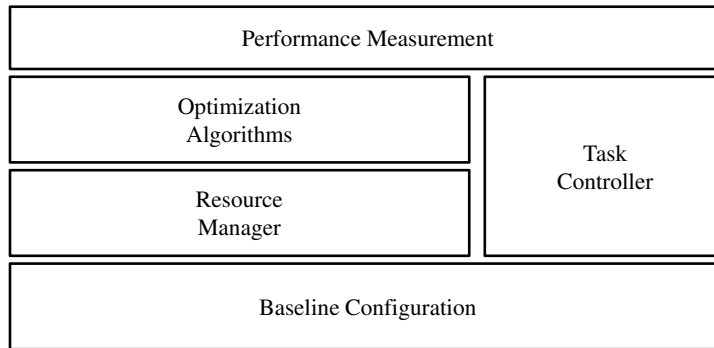 Performance Measurement
Optimization
Algorithms
Task
Controller
Resource
Manager
Baseline Configuration